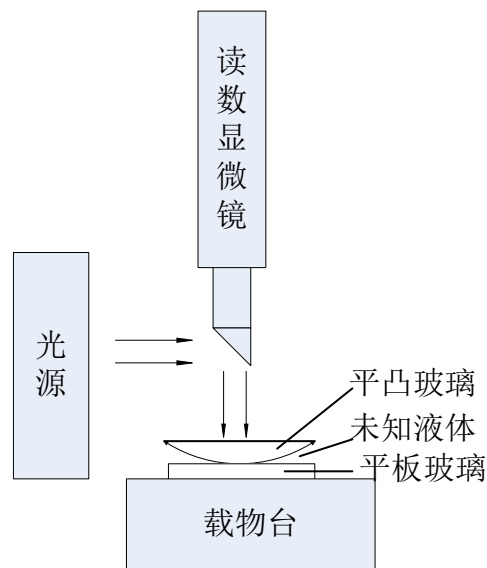 读数显微镜
光源
平凸玻璃
未知液体
平板玻璃
载物台